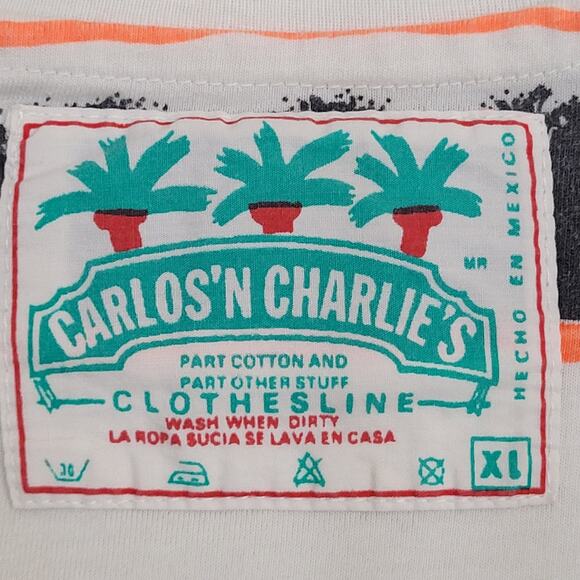 CARLOS'N CHARLIE'S
MR
HECHO EN MEXICO
PART COTTON AND
PART OTHER STUFF
CLOTHESLINE
WASH WHEN DIRTY
LA ROPA SUCIA SE LAVA EN CASA
30
XL